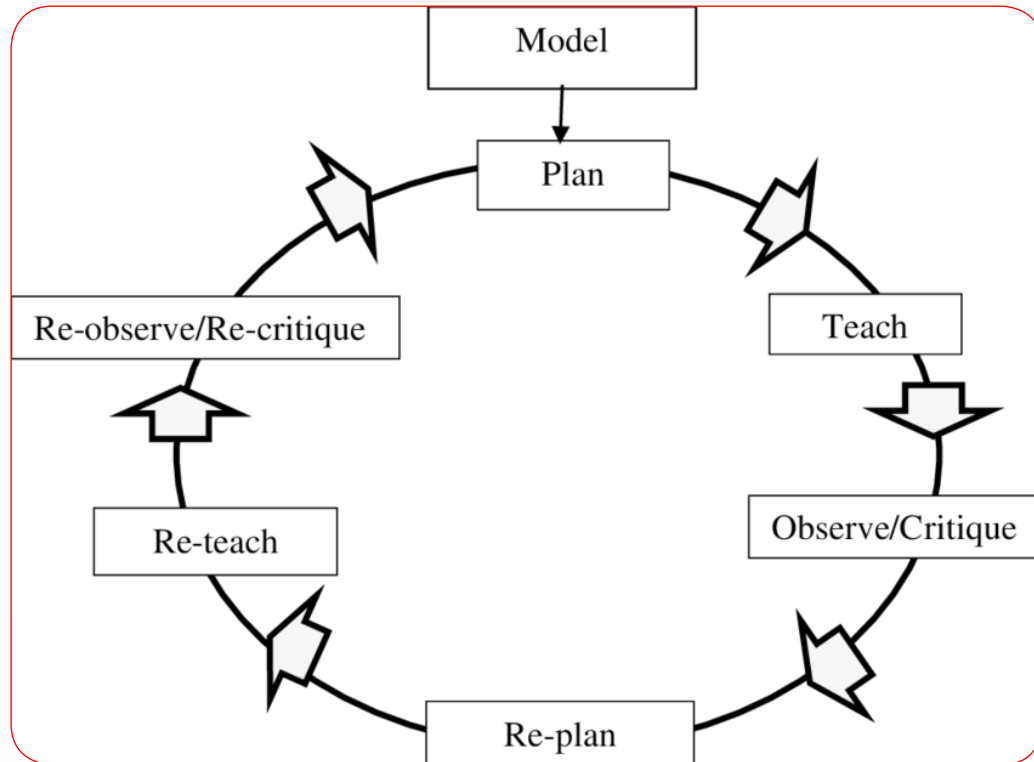 Model
Plan
Teach
Observe/Critique
Re-plan
Re-teach
Re-observe/Re-critique